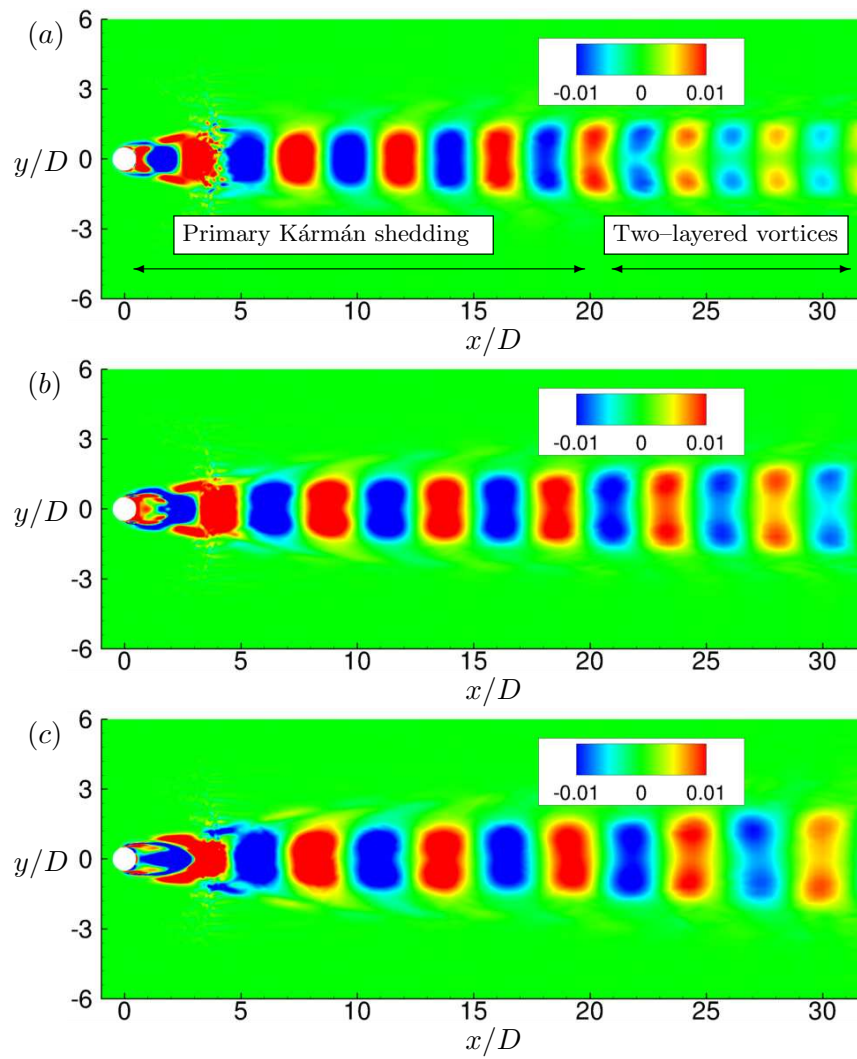 (a)
6
3
y/D 0
-3
-6
-0.01 0 0.01
Primary Kármán shedding
Two–layered vortices
0 5 10 15 20 25 30
x/D
(b)
6
3
y/D 0
-3
-6
-0.01 0 0.01
0 5 10 15 20 25 30
x/D
(c)
6
3
y/D 0
-3
-6
-0.01 0 0.01
0 5 10 15 20 25 30
x/D